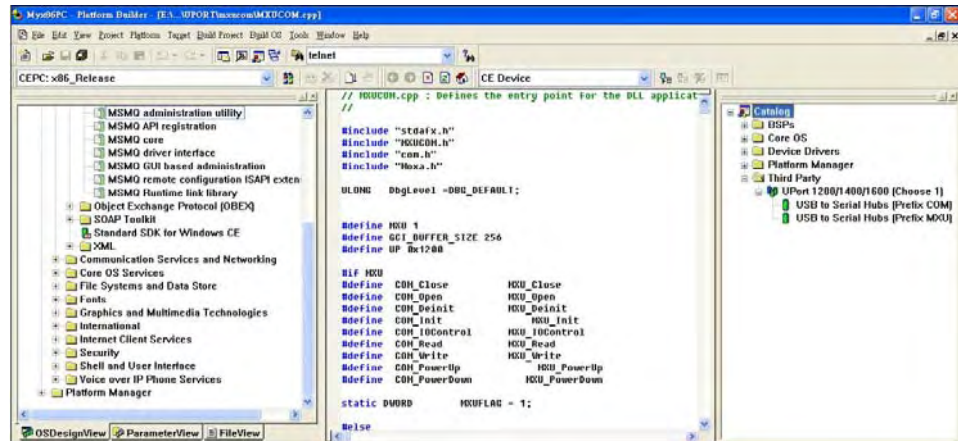 Myx86PC - Platform Builder - [E:\...\UPORT\mxucom\MXUCOM.cpp]
File Edit View Project Platform Target Build Project Build OS Tools Window Help
telnet
CEPC: x86_Release
CE Device
MSMQ administration utility
MSMQ API registration
MSMQ core
MSMQ driver interface
MSMQ GUI based administration
MSMQ remote configuration ISAPI exten
MSMQ Runtime link library
Object Exchange Protocol (OBEX)
SOAP Toolkit
Standard SDK for Windows CE
XML
Communication Services and Networking
Core OS Services
File Systems and Data Store
Fonts
Graphics and Multimedia Technologies
International
Internet Client Services
Security
Shell and User Interface
Voice over IP Phone Services
Platform Manager
OSDesignView ParameterView FileView
// MXUCOM.cpp : Defines the entry point for the DLL applicat
//
#include "stdafx.h"
#include "MXUCOM.h"
#include "com.h"
#include "Moxa.h"
ULONG DbgLevel =DBG_DEFAULT;
#define MXU 1
#define GCI_BUFFER_SIZE 256
#define UP 0x1200
#if MXU
#define COM_Close MXU_Close
#define COM_Open MXU_Open
#define COM_Deinit MXU_Deinit
#define COM_Init MXU_Init
#define COM_IOControl MXU_IOControl
#define COM_Read MXU_Read
#define COM_Write MXU_Write
#define COM_PowerUp MXU_PowerUp
#define COM_PowerDown MXU_PowerDown
static DWORD MXUFLAG = 1;
#else
Catalog
BSPs
Core OS
Device Drivers
Platform Manager
Third Party
UPort 1200/1400/1600 (Choose 1)
USB to Serial Hubs (Prefix COM)
USB to Serial Hubs (Prefix MXU)